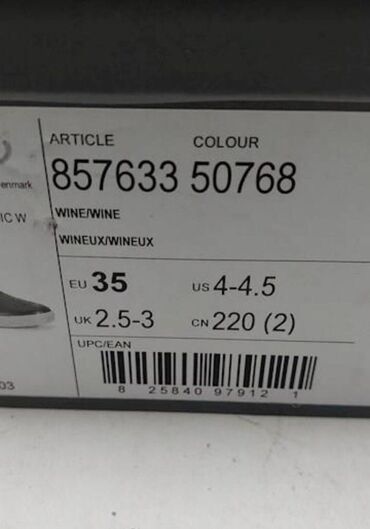 ARTICLE COLOUR
857633 50768
enmark
IC W
WINE/WINE
WINEUX/WINEUX
EU 35 US 4-4.5
UK 2.5-3 CN 220 (2)
UPC/EAN
8 25840 97912 1
03